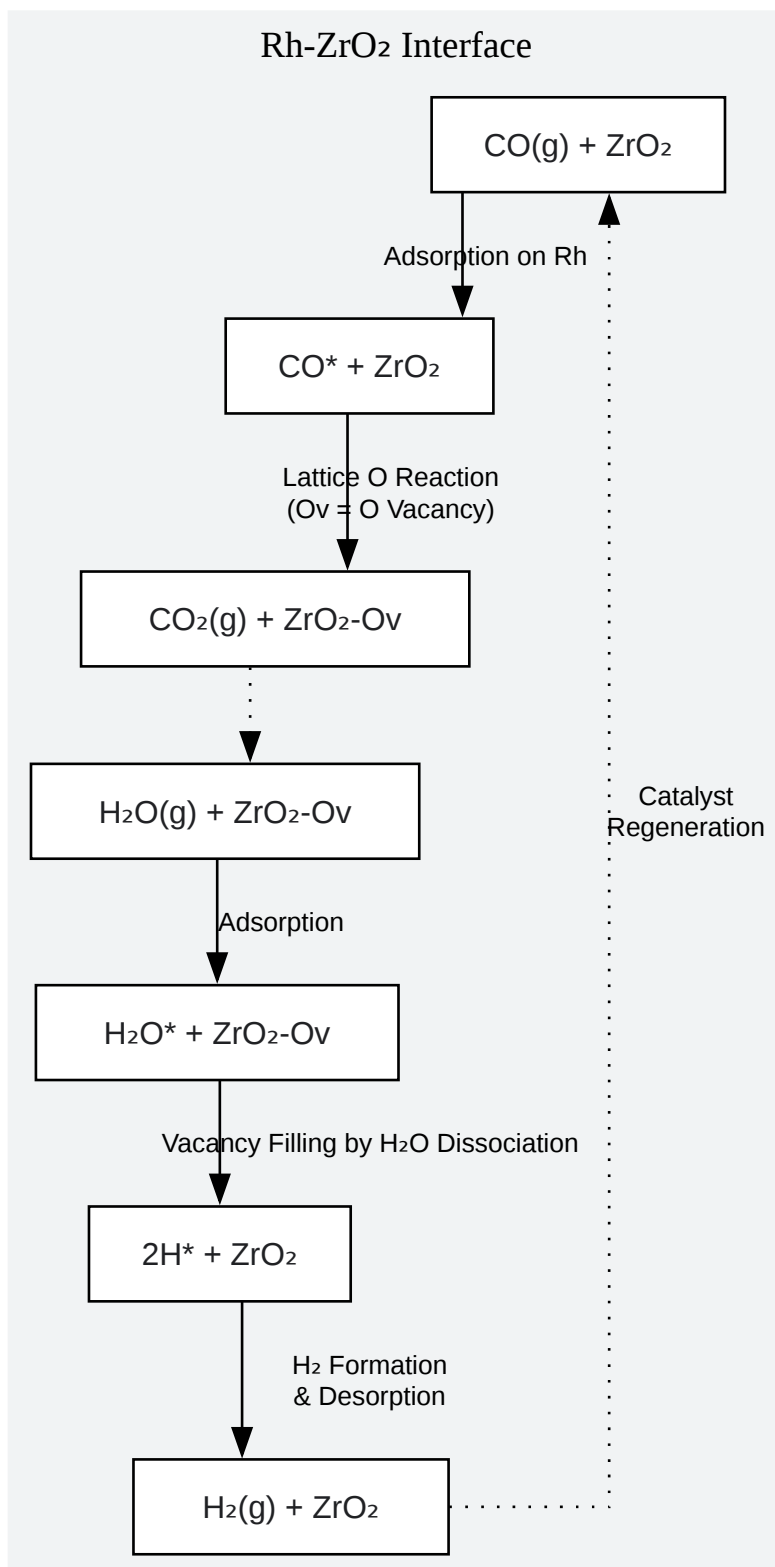 Rh-ZrO₂ Interface
CO(g) + ZrO₂
Adsorption on Rh
CO* + ZrO₂
Lattice O Reaction
(Ov = O Vacancy)
CO₂(g) + ZrO₂-Ov
H₂O(g) + ZrO₂-Ov
Catalyst
Regeneration
Adsorption
H₂O* + ZrO₂-Ov
Vacancy Filling by H₂O Dissociation
2H* + ZrO₂
H₂ Formation
& Desorption
H₂(g) + ZrO₂